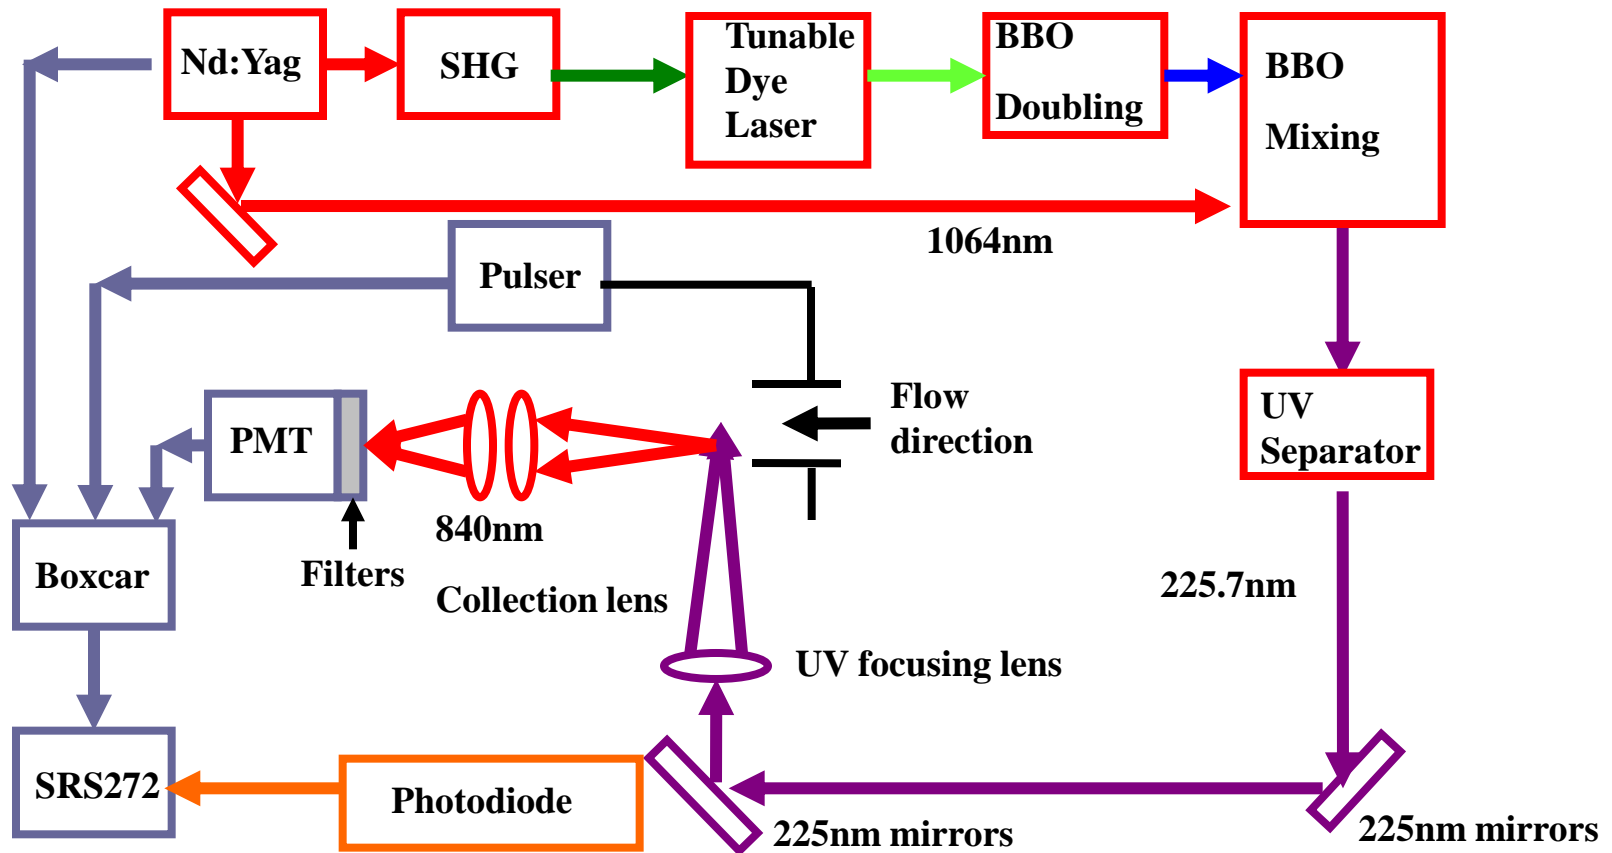 Nd:Yag
SHG
Tunable
Dye
Laser
BBO
Doubling
BBO
Mixing
1064nm
Pulser
Flow
direction
UV
Separator
PMT
840nm
Filters
Collection lens
Boxcar
225.7nm
UV focusing lens
SRS272
Photodiode
225nm mirrors
225nm mirrors